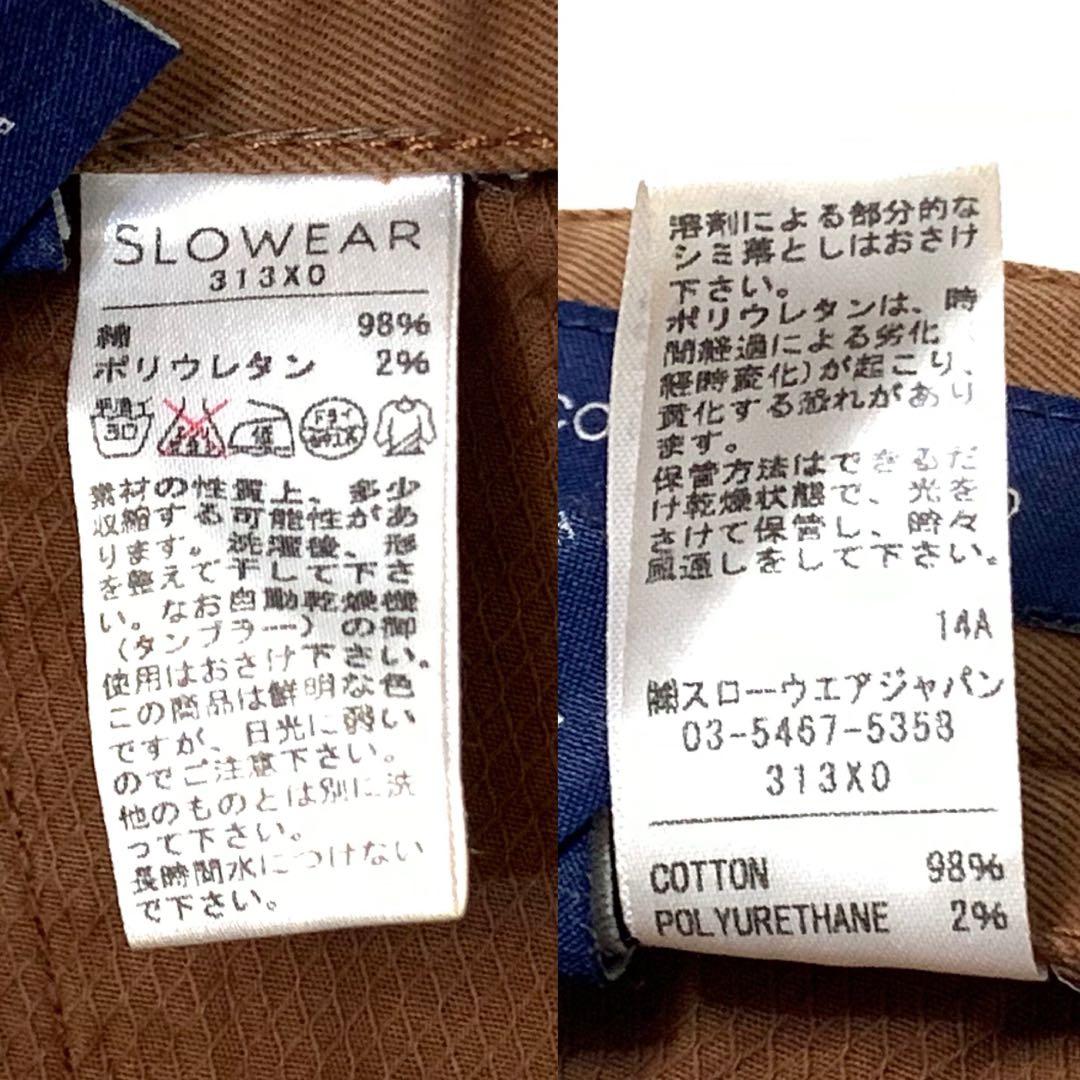 SLOWEAR
313X0
綿 98%
ポリウレタン 2%
30
低
ドライ
素材の性質上、多少
収縮する可能性があ
ります。洗濯後、形
を整えて干して下さ
い。なお自動乾燥機
(タンブラー)の御
使用はおさけ下さい。
この商品は鮮明な色
ですが、日光に弱い
のでご注意下さい。
他のものとは別に洗
って下さい。
長時間水につけない
で下さい。
溶剤による部分的な
シミ落としはおさけ
下さい。
ポリウレタンは、時
間経過による劣化(
経時変化)が起こり、
黄化する恐れがあり
ます。
保管方法はできるだ
け乾燥状態で、光を
さけて保管し、時々
風通しをして下さい。
14A
㈱スローウエアジャパン
03-5467-5358
313X0
COTTON 98%
POLYURETHANE 2%
CO